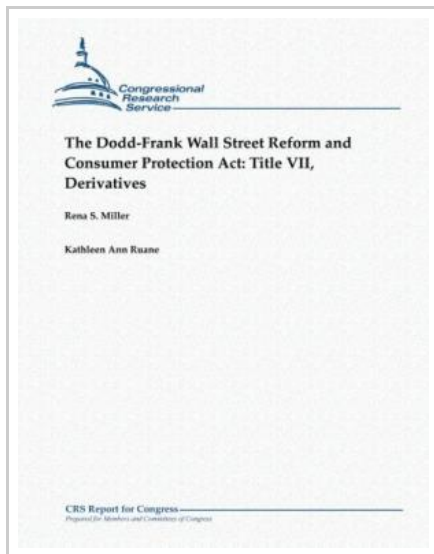 Congressional
Research
Service
The Dodd-Frank Wall Street Reform and
Consumer Protection Act: Title VII,
Derivatives
Rena S. Miller
Kathleen Ann Ruane
CRS Report for Congress
Prepared for Members and Committees of Congress